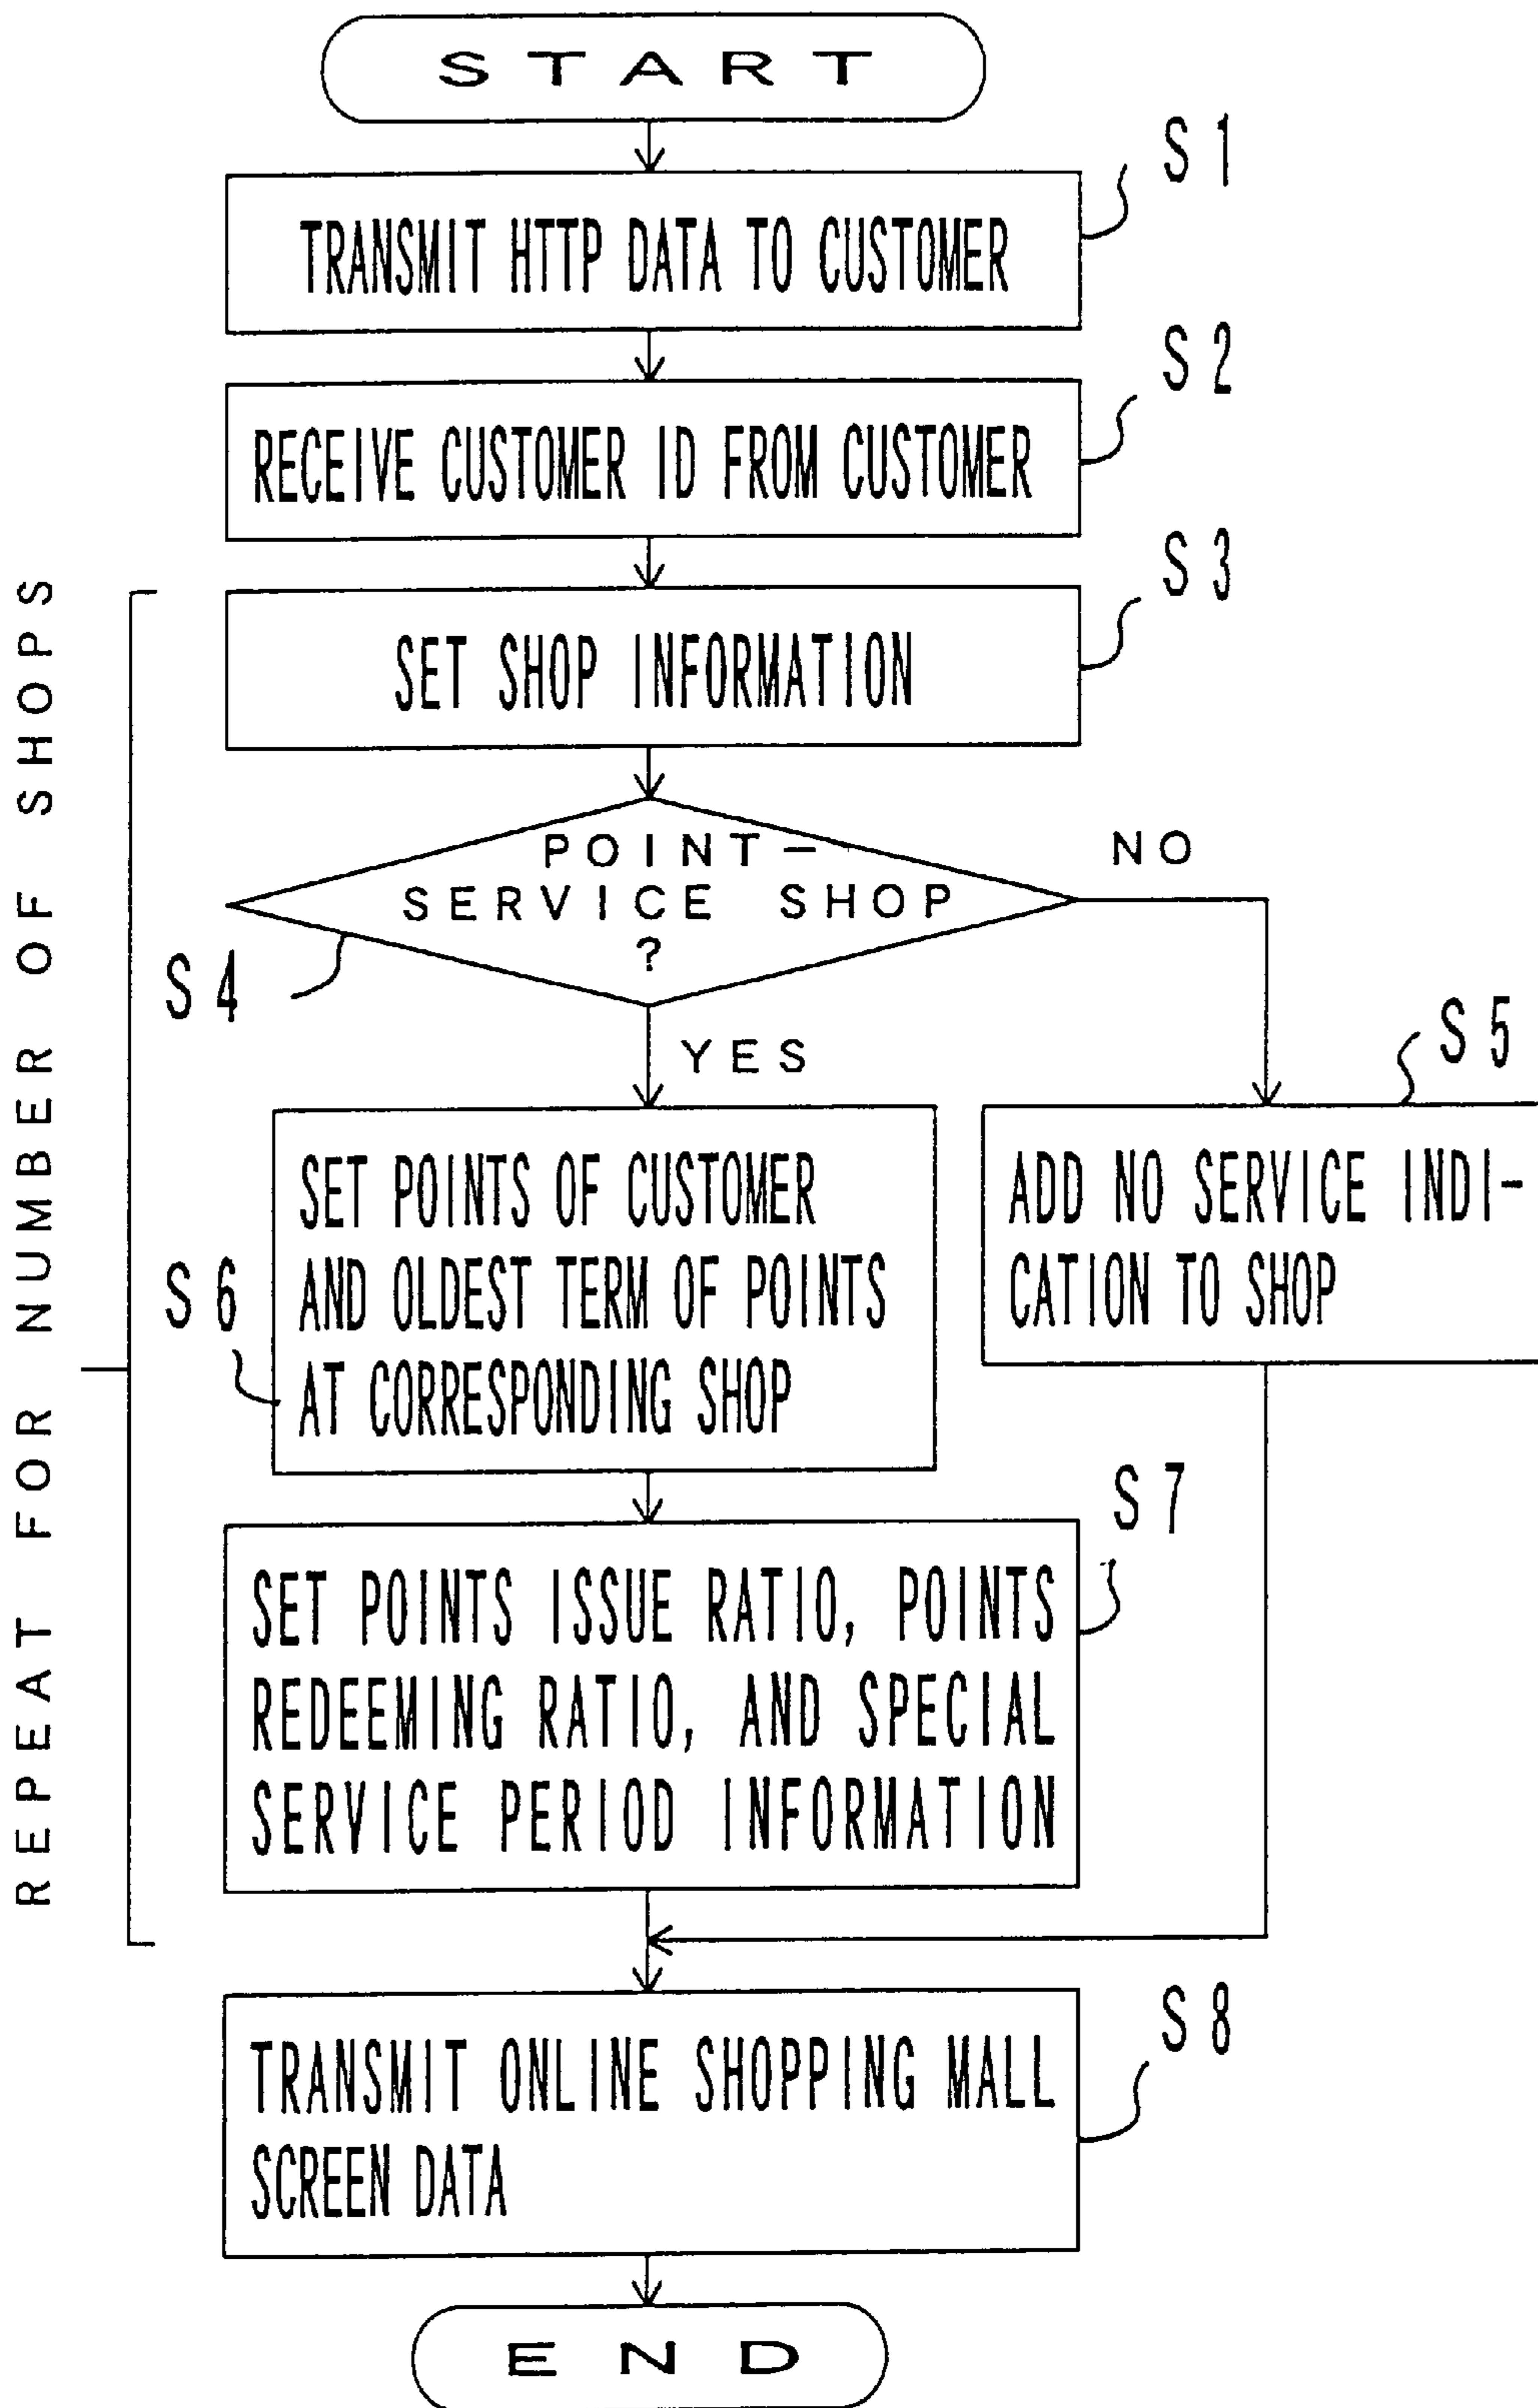 START
S1
TRANSMIT HTTP DATA TO CUSTOMER
S2
RECEIVE CUSTOMER ID FROM CUSTOMER
S3
SET SHOP INFORMATION
POINT-
SERVICE SHOP
?
NO
S4
YES
S5
SET POINTS OF CUSTOMER
AND OLDEST TERM OF POINTS
AT CORRESPONDING SHOP
S6
ADD NO SERVICE INDI-
CATION TO SHOP
S7
SET POINTS ISSUE RATIO, POINTS
REDEEMING RATIO, AND SPECIAL
SERVICE PERIOD INFORMATION
REPEAT FOR NUMBER OF SHOPS
S8
TRANSMIT ONLINE SHOPPING MALL
SCREEN DATA
END